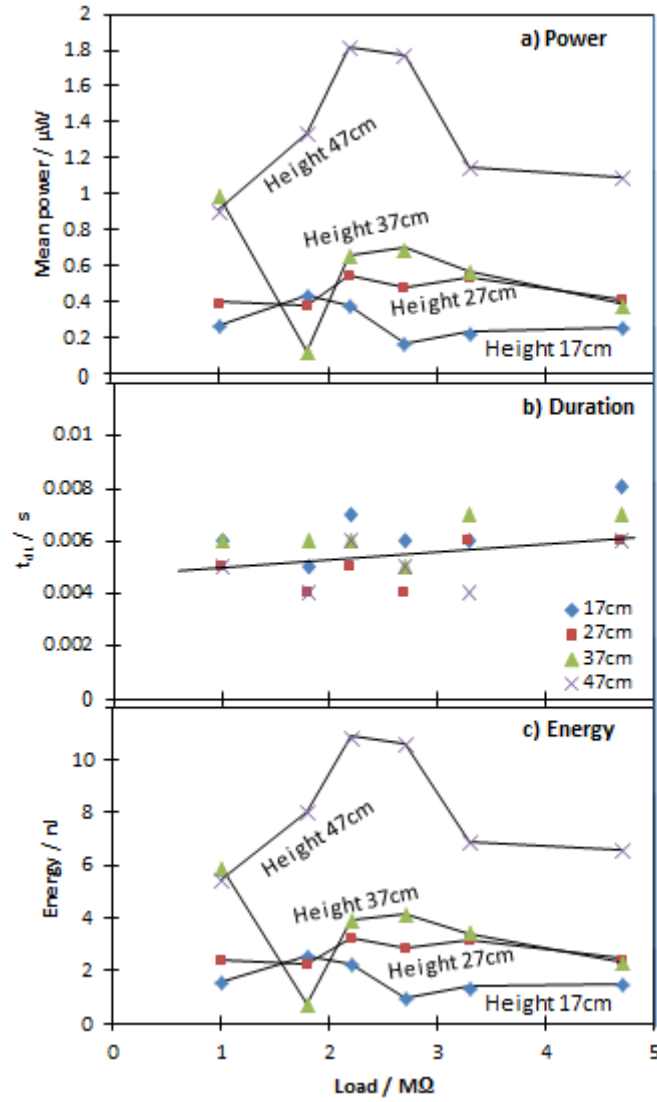 2
a) Power
1.8
1.6
1.4
1.2
1
0.8
0.6
0.4
0.2
0
Mean power / µW
Height 47cm
Height 37cm
Height 27cm
Height 17cm
b) Duration
0.01
0.008
0.006
0.004
0.002
0
t_d1 / s
17cm
27cm
37cm
47cm
c) Energy
10
8
6
4
2
0
Energy / nJ
Height 47cm
Height 37cm
Height 27cm
Height 17cm
0 1 2 3 4 5
Load / MΩ